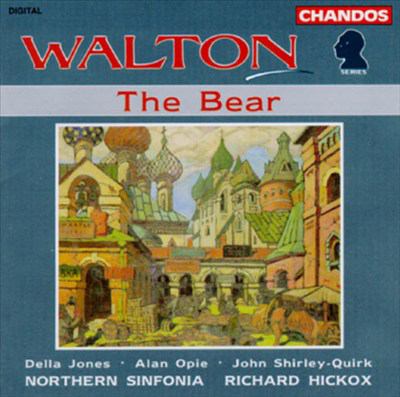 DIGITAL
CHANDOS
WALTON
SERIES
The Bear
Della Jones · Alan Opie · John Shirley-Quirk
NORTHERN SINFONIA RICHARD HICKOX